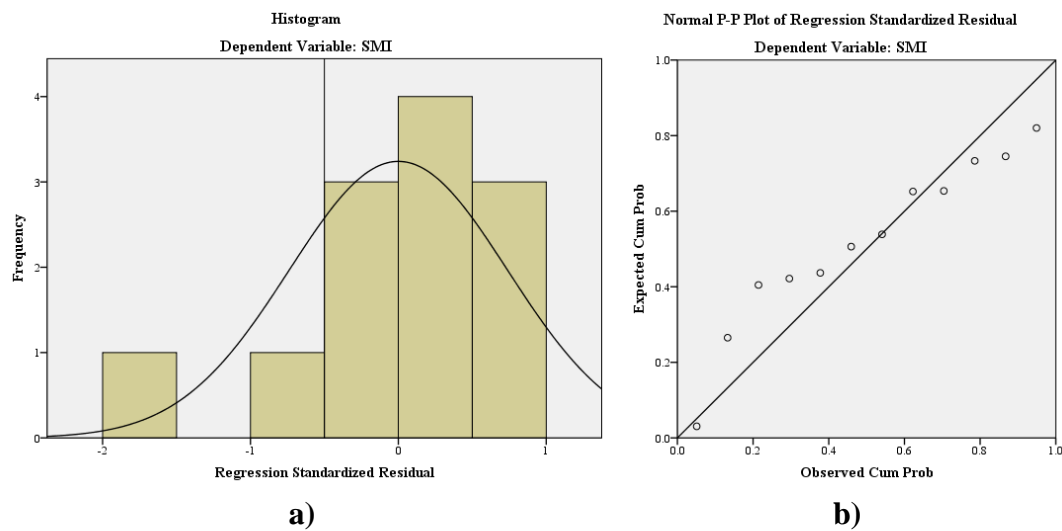 Histogram
Dependent Variable: SMI
Frequency
4
3
2
1
0
-2
-1
0
1
Regression Standardized Residual
a)
Normal P-P Plot of Regression Standardized Residual
Dependent Variable: SMI
Expected Cum Prob
1.0
0.8
0.6
0.4
0.2
0.0
0.0
0.2
0.4
0.6
0.8
1.0
Observed Cum Prob
b)